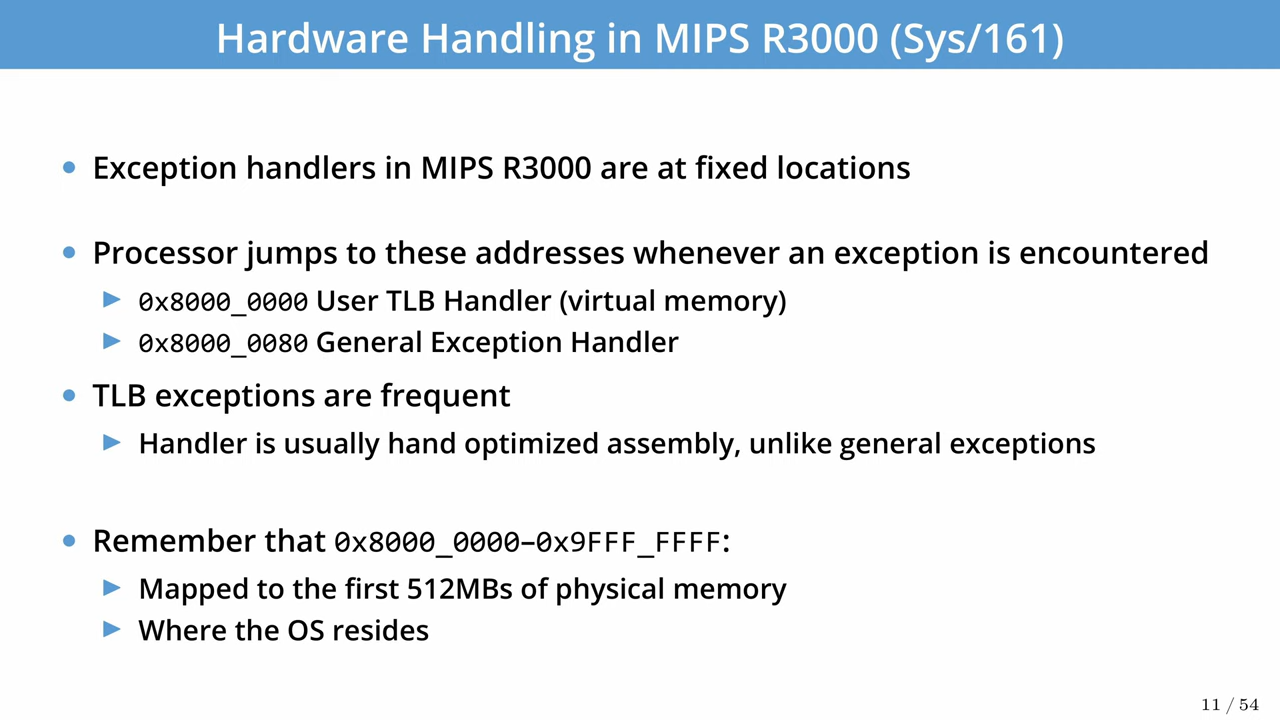 Hardware Handling in MIPS R3000 (Sys/161)
• Exception handlers in MIPS R3000 are at fixed locations
• Processor jumps to these addresses whenever an exception is encountered
▶ 0x8000_0000 User TLB Handler (virtual memory)
▶ 0x8000_0080 General Exception Handler
• TLB exceptions are frequent
▶ Handler is usually hand optimized assembly, unlike general exceptions
• Remember that 0x8000_0000–0x9FFF_FFFF:
▶ Mapped to the first 512MBs of physical memory
▶ Where the OS resides
11 / 54